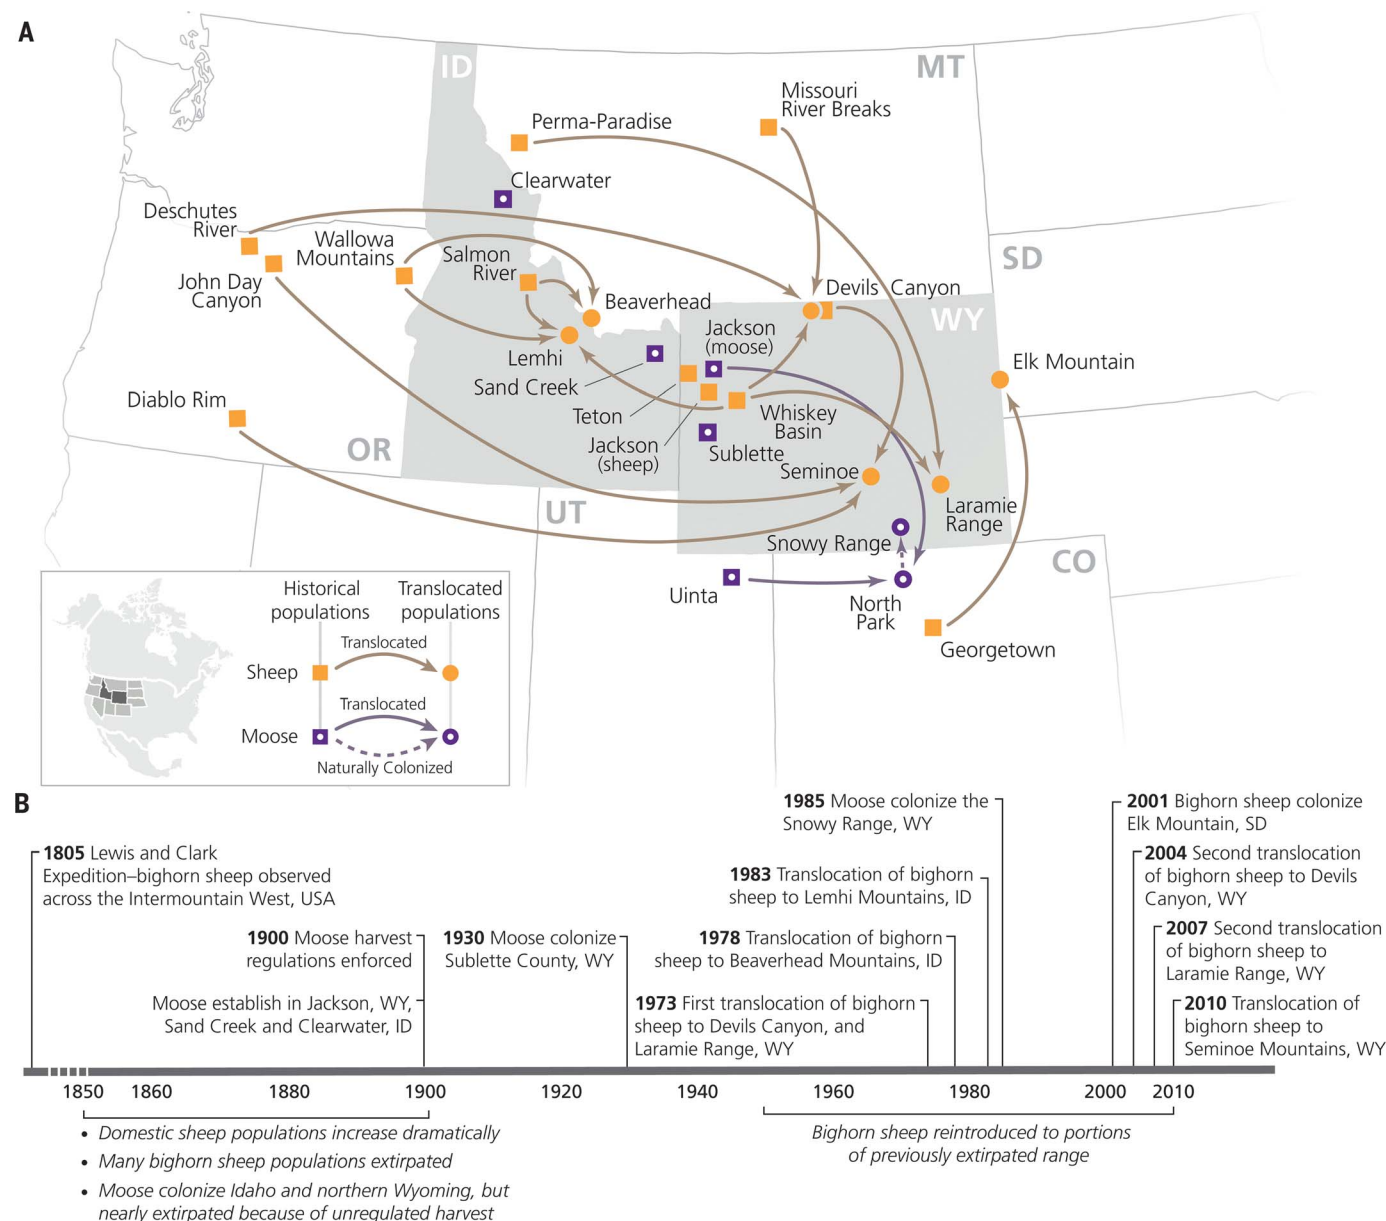 A
ID
MT
Missouri
River Breaks
Perma-Paradise
Clearwater
Deschutes
River
Wallowa
Mountains
Salmon
River
John Day
Canyon
SD
Devils Canyon
Beaverhead
WY
Jackson
(moose)
Lemhi
Elk Mountain
Sand Creek
Diablo Rim
Teton
Whiskey
Basin
Jackson
(sheep)
OR
Sublette
Seminoe
UT
Laramie
Range
Snowy Range
CO
Uinta
North
Park
Georgetown
Historical
populations
Translocated
populations
Translocated
Sheep
Translocated
Moose
Naturally Colonized
B
1985 Moose colonize the
Snowy Range, WY
2001 Bighorn sheep colonize
Elk Mountain, SD
1805 Lewis and Clark
Expedition–bighorn sheep observed
across the Intermountain West, USA
1983 Translocation of bighorn
sheep to Lemhi Mountains, ID
2004 Second translocation
of bighorn sheep to Devils
Canyon, WY
1900 Moose harvest
regulations enforced
1930 Moose colonize
Sublette County, WY
1978 Translocation of bighorn
sheep to Beaverhead Mountains, ID
2007 Second translocation
of bighorn sheep to
Laramie Range, WY
Moose establish in Jackson, WY,
Sand Creek and Clearwater, ID
1973 First translocation of bighorn
sheep to Devils Canyon, and
Laramie Range, WY
2010 Translocation of
bighorn sheep to
Seminoe Mountains, WY
1850 1860 1880 1900 1920 1940 1960 1980 2000 2010
• Domestic sheep populations increase dramatically
• Many bighorn sheep populations extirpated
• Moose colonize Idaho and northern Wyoming, but
nearly extirpated because of unregulated harvest
Bighorn sheep reintroduced to portions
of previously extirpated range